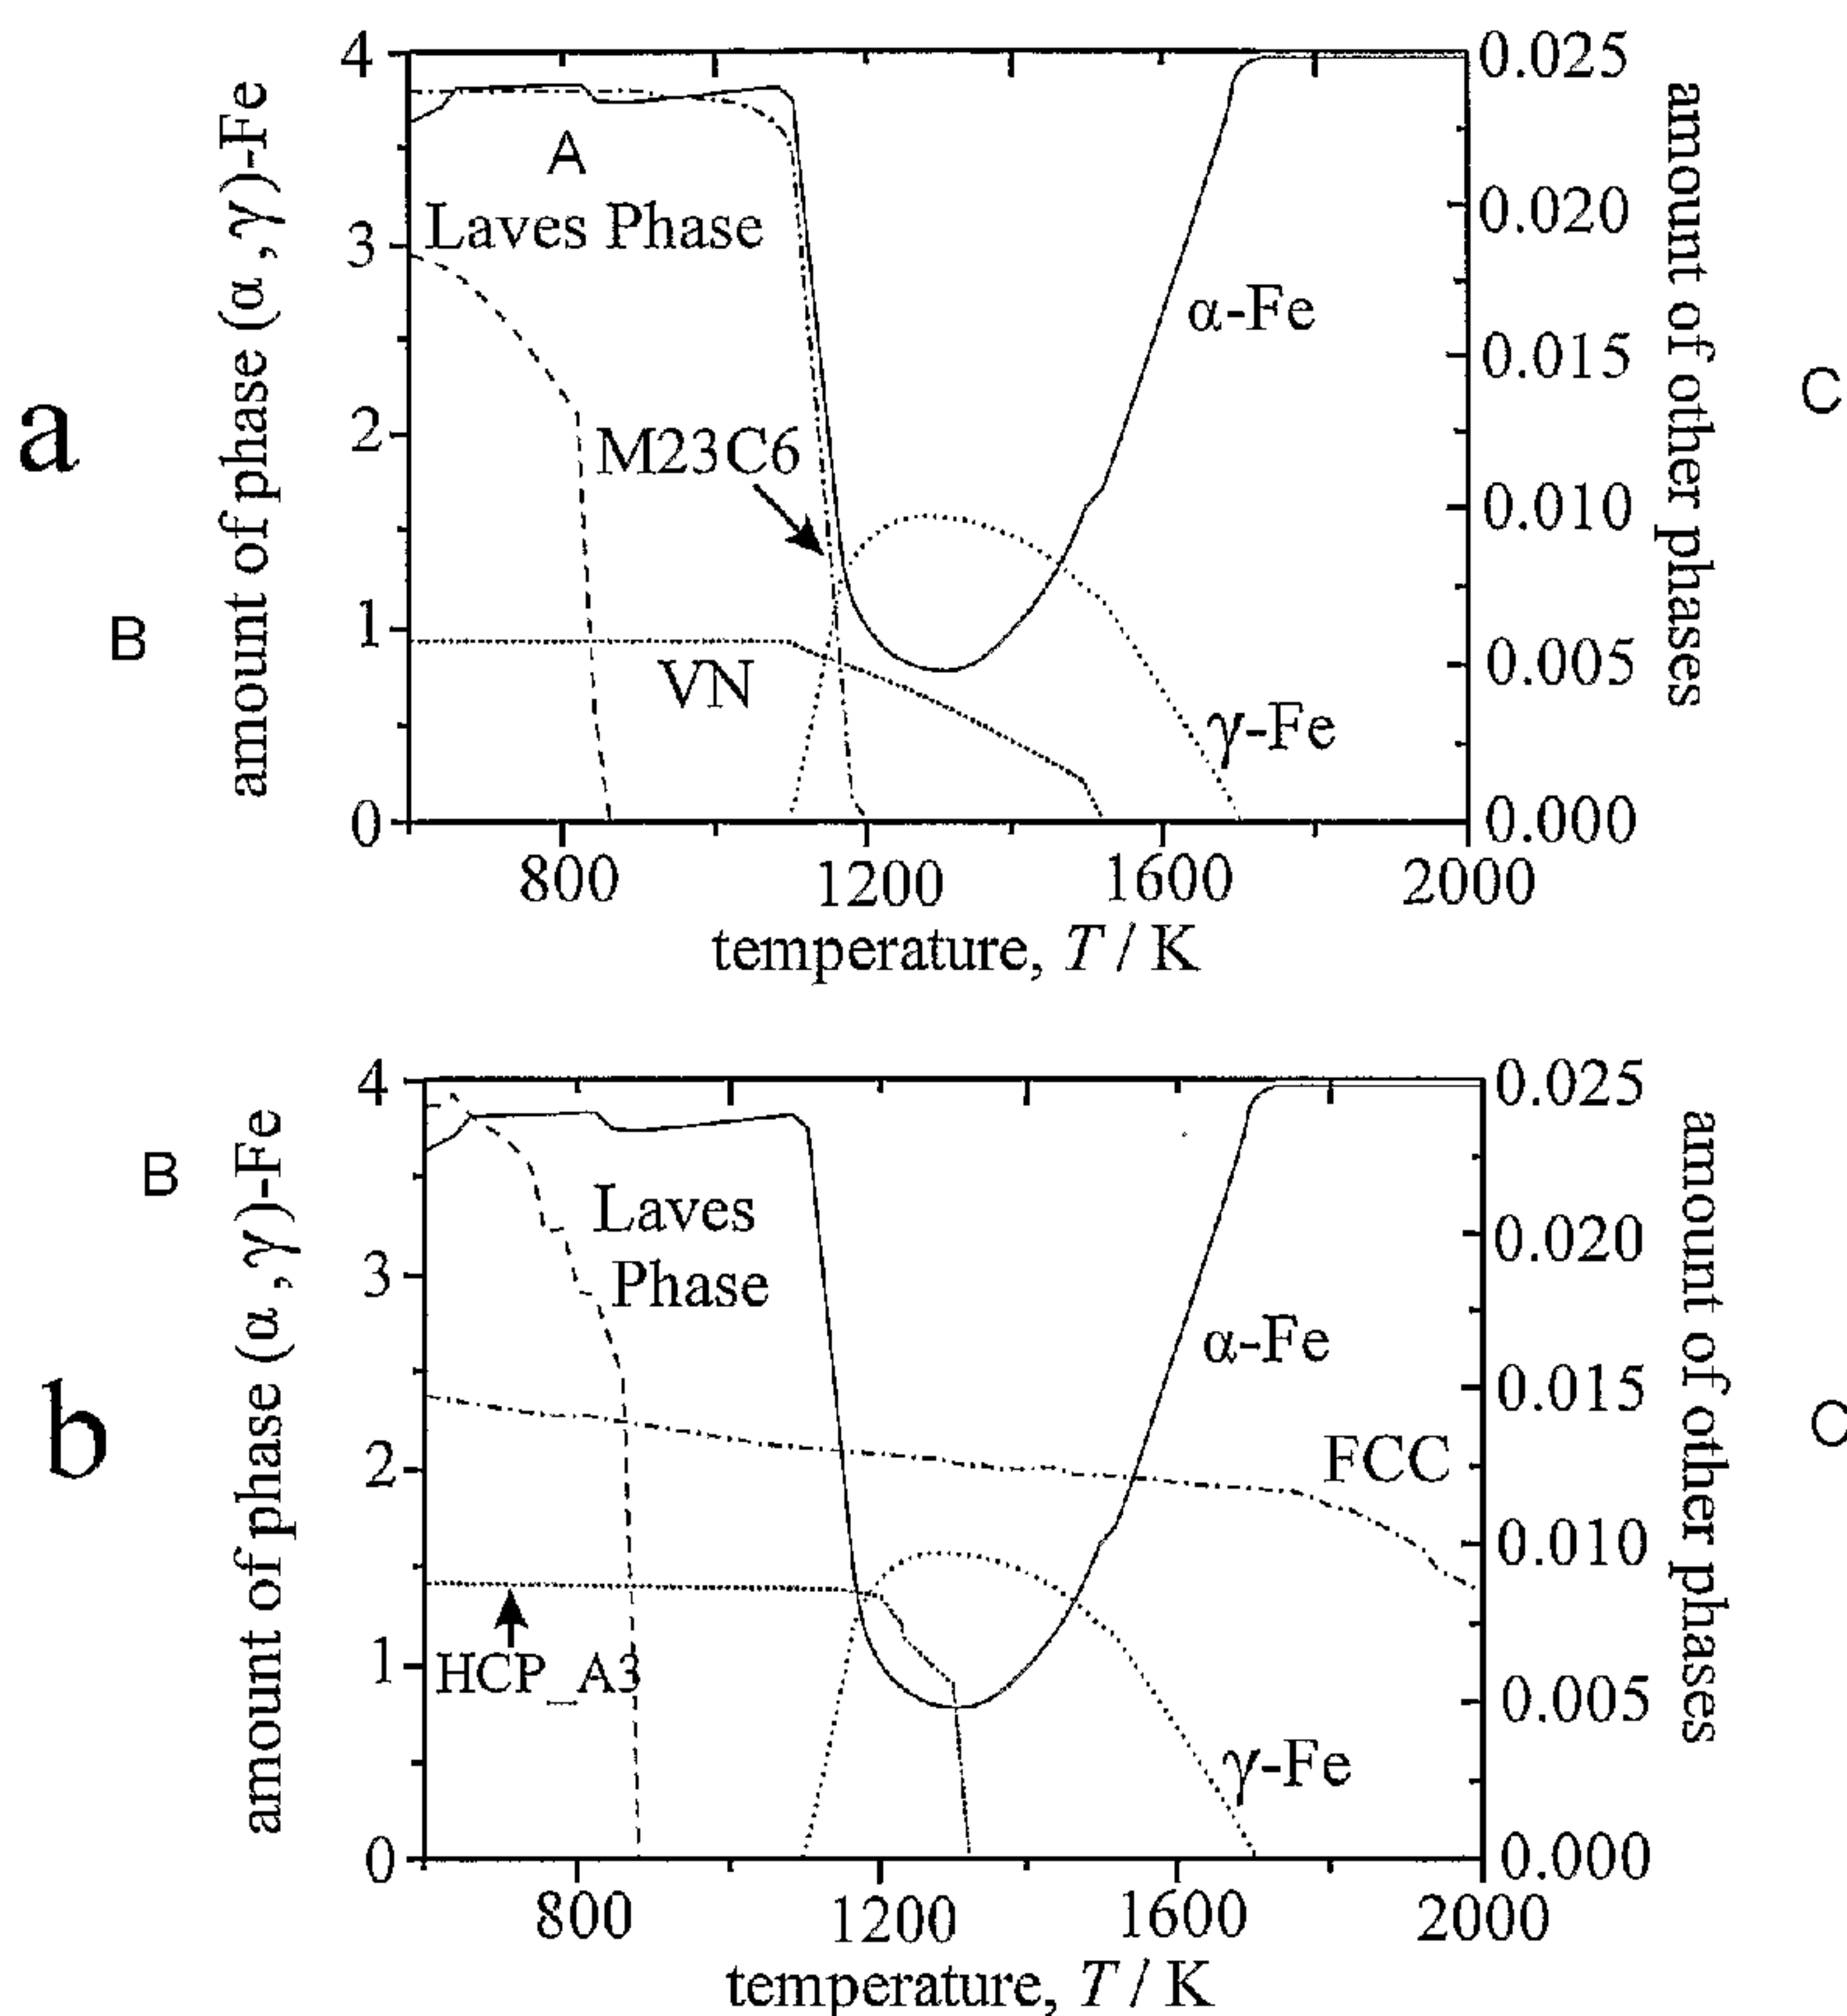 a
B
amount of phase (α,γ)-Fe
4
3
2
1
0
A
Laves Phase
M23C6
VN
α-Fe
γ-Fe
0.025
0.020
0.015
0.010
0.005
0.000
amount of other phases
C
800 1200 1600 2000
temperature, T / K
b
B
amount of phase (α,γ)-Fe
4
3
2
1
0
Laves
Phase
HCP_A3
α-Fe
FCC
γ-Fe
0.025
0.020
0.015
0.010
0.005
0.000
amount of other phases
C
800 1200 1600 2000
temperature, T / K